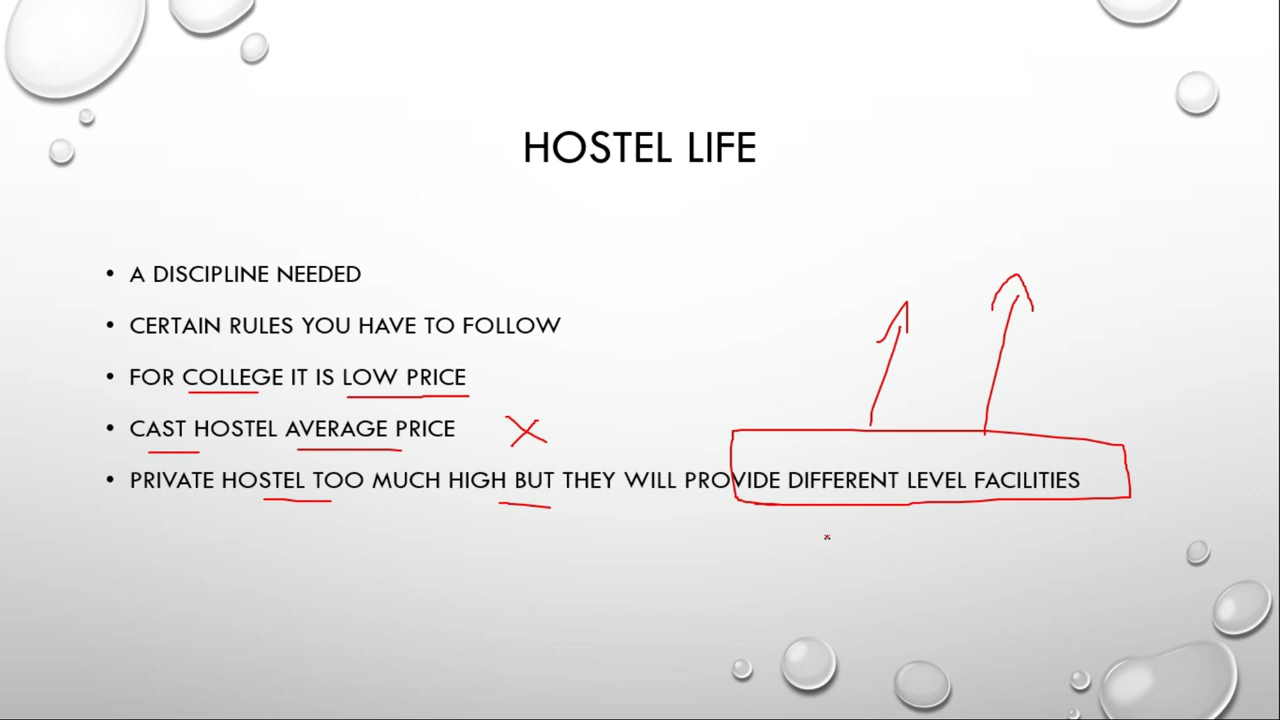 HOSTEL LIFE
• A DISCIPLINE NEEDED
• CERTAIN RULES YOU HAVE TO FOLLOW
• FOR COLLEGE IT IS LOW PRICE
• CAST HOSTEL AVERAGE PRICE
• PRIVATE HOSTEL TOO MUCH HIGH BUT THEY WILL PROVIDE DIFFERENT LEVEL FACILITIES